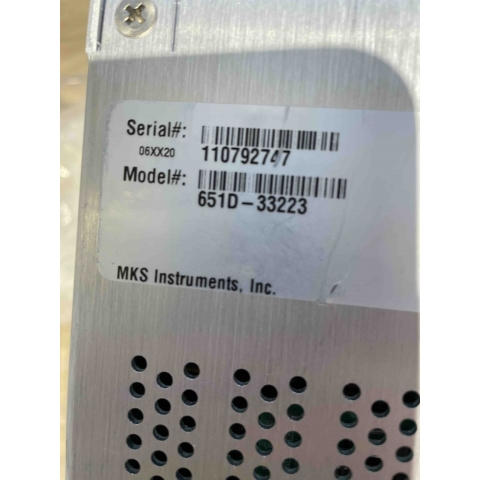 Serial#:
06XX20 110792747
Model#:
651D-33223
MKS Instruments, Inc.